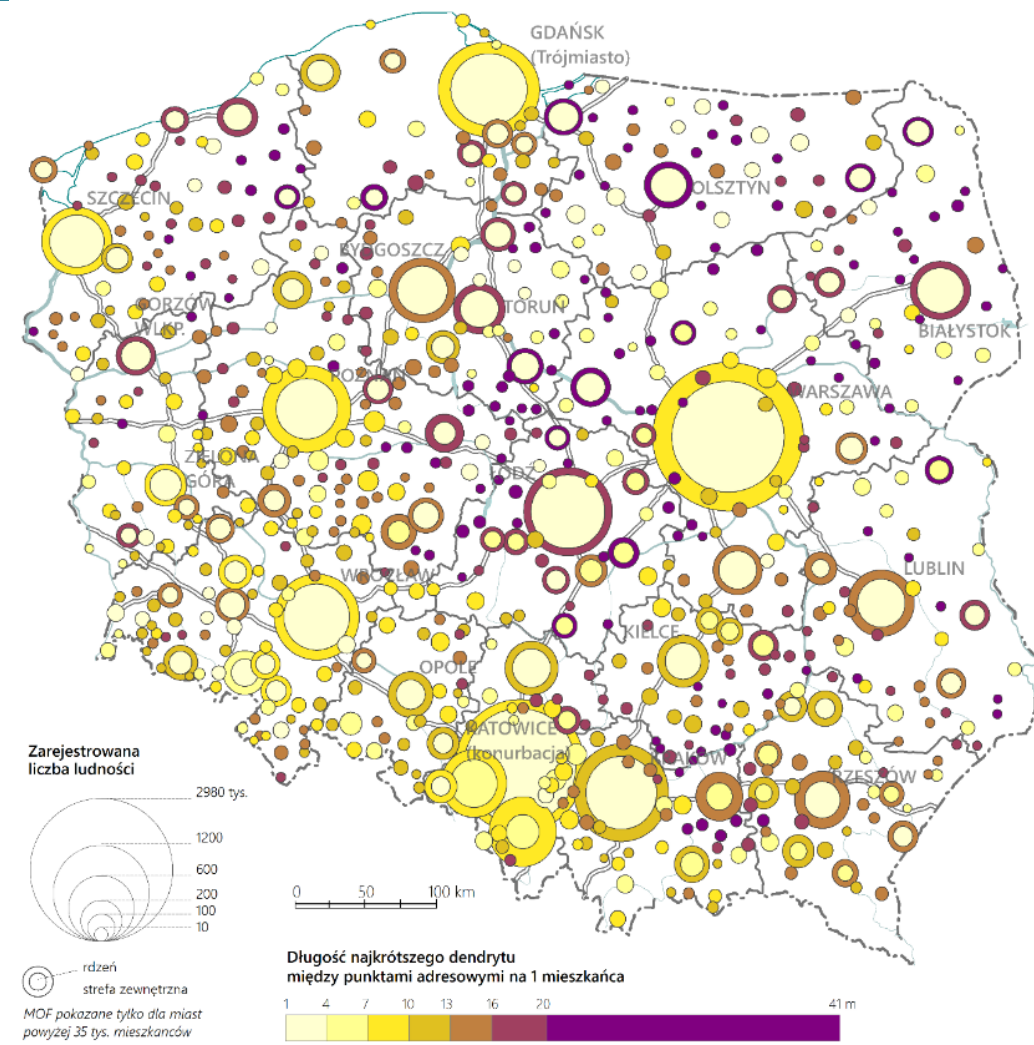 GDAŃSK
(Trójmiasto)
SZCZECIN
OLSZTYN
BYDGOSZCZ
GORZÓW
WLKP.
TORUŃ
BIAŁYSTOK
POZNAŃ
WARSZAWA
ZIELONA
GÓRA
ŁÓDŹ
WROCŁAW
LUBLIN
KIELCE
OPOLE
KATOWICE
(konurbacja)
KRAKÓW
RZESZÓW
Zarejestrowana
liczba ludności
2980 tys.
1200
600
200
100
10
rdzeń
strefa zewnętrzna
MOF pokazane tylko dla miast
powyżej 35 tys. mieszkańców
0 50 100 km
Długość najkrótszego dendrytu
między punktami adresowymi na 1 mieszkańca
1 4 7 10 13 16 20 41 m